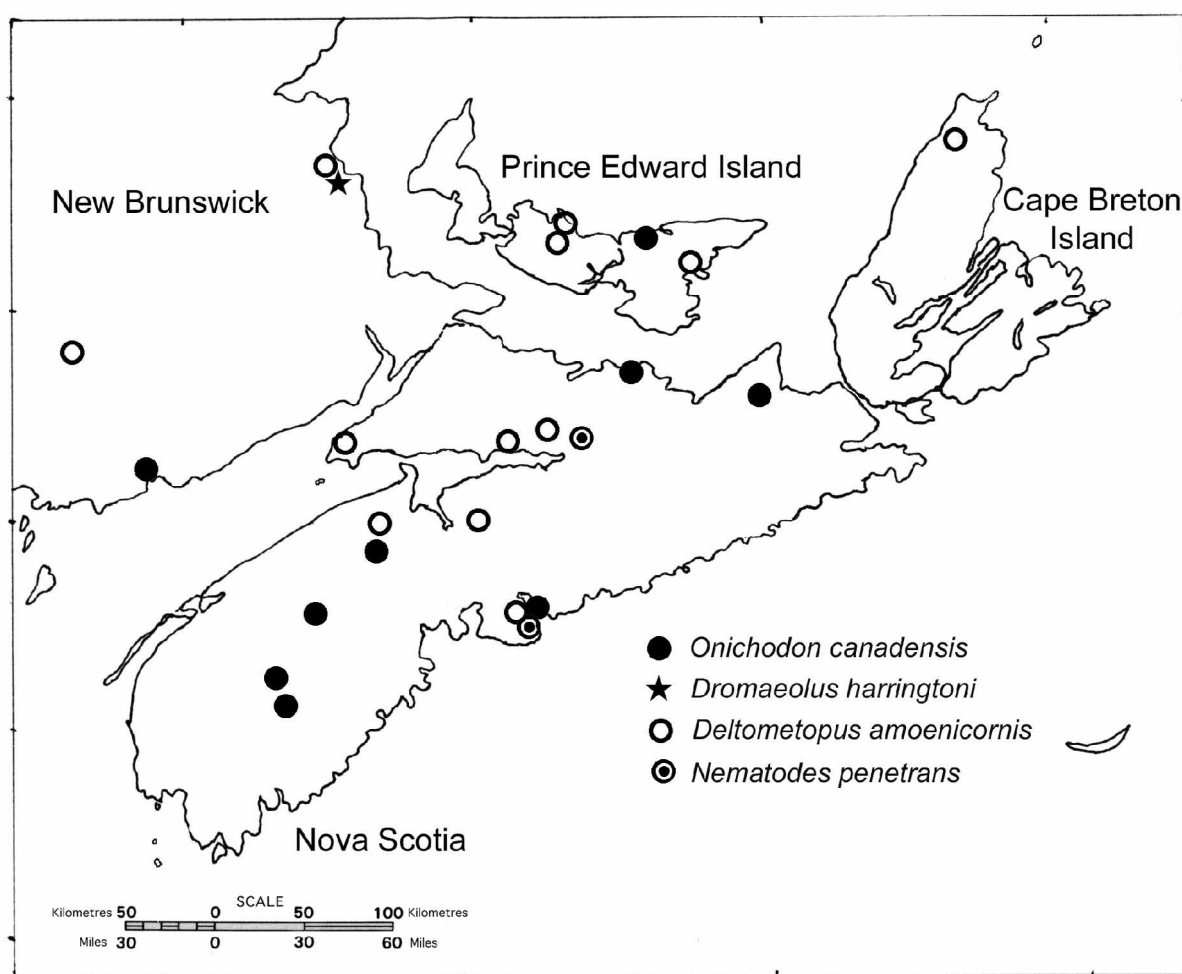 Prince Edward Island
New Brunswick
Cape Breton
Island
Onichodon canadensis
Dromaeolus harringtoni
Deltometopus amoenicornis
Nematodes penetrans
Nova Scotia
SCALE
Kilometres 50 0 50 100 Kilometres
Miles 30 0 30 60 Miles